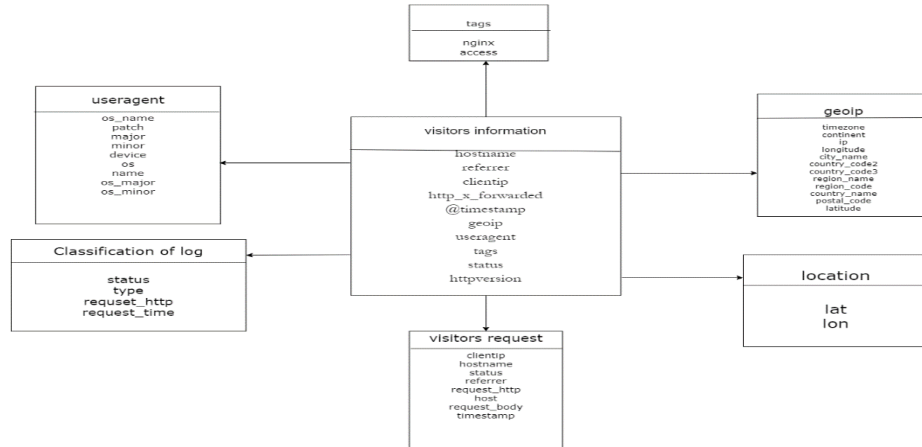 tags
nginx
access
useragent
os_name
patch
major
minor
device
os
name
os_major
os_minor
visitors information
hostname
referrer
clientip
http_x_forwarded
@timestamp
geoip
useragent
tags
status
httpversion
geoip
timezone
continent
ip
longitude
city_name
country_code2
country_code3
region_name
region_code
country_name
postal_code
latitude
Classification of log
status
type
requset_http
request_time
location
lat
lon
visitors request
clientip
hostname
status
referrer
request_http
host
request_body
timestamp